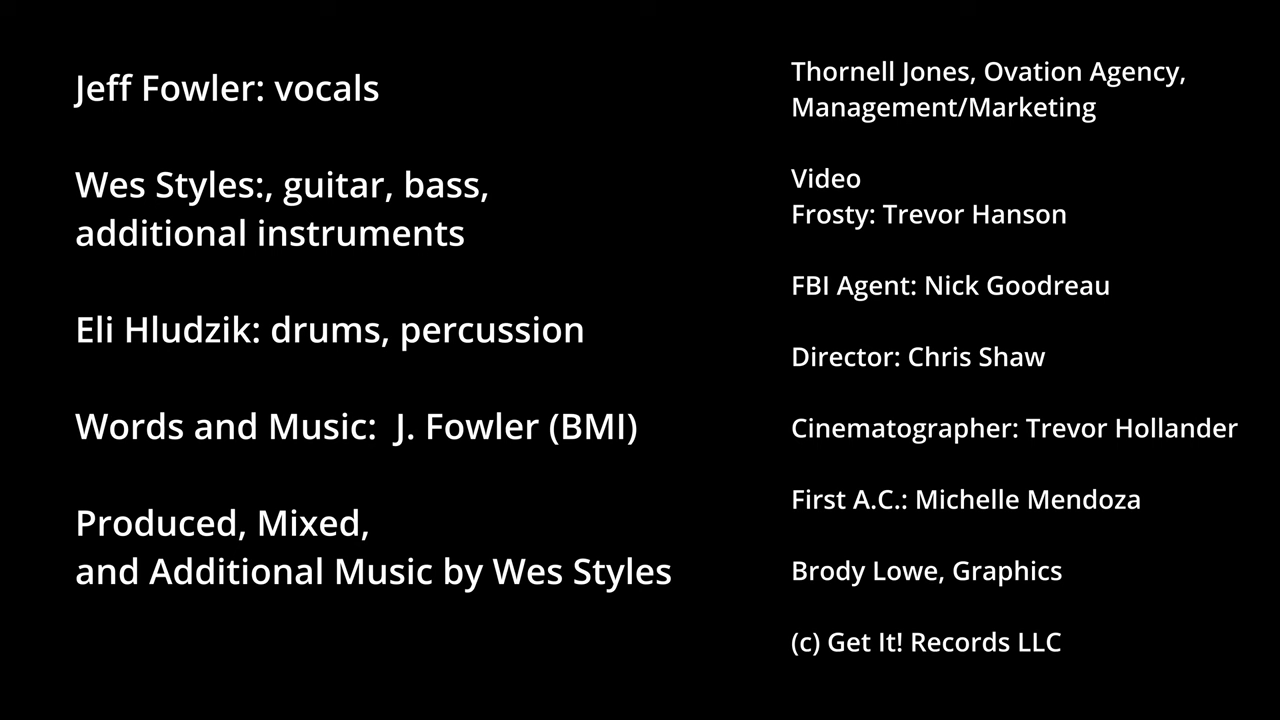 Jeff Fowler: vocals
Wes Styles:, guitar, bass,
additional instruments
Eli Hludzik: drums, percussion
Words and Music:  J. Fowler (BMI)
Produced, Mixed,
and Additional Music by Wes Styles
Thornell Jones, Ovation Agency,
Management/Marketing
Video
Frosty: Trevor Hanson
FBI Agent: Nick Goodreau
Director: Chris Shaw
Cinematographer: Trevor Hollander
First A.C.: Michelle Mendoza
Brody Lowe, Graphics
(c) Get It! Records LLC